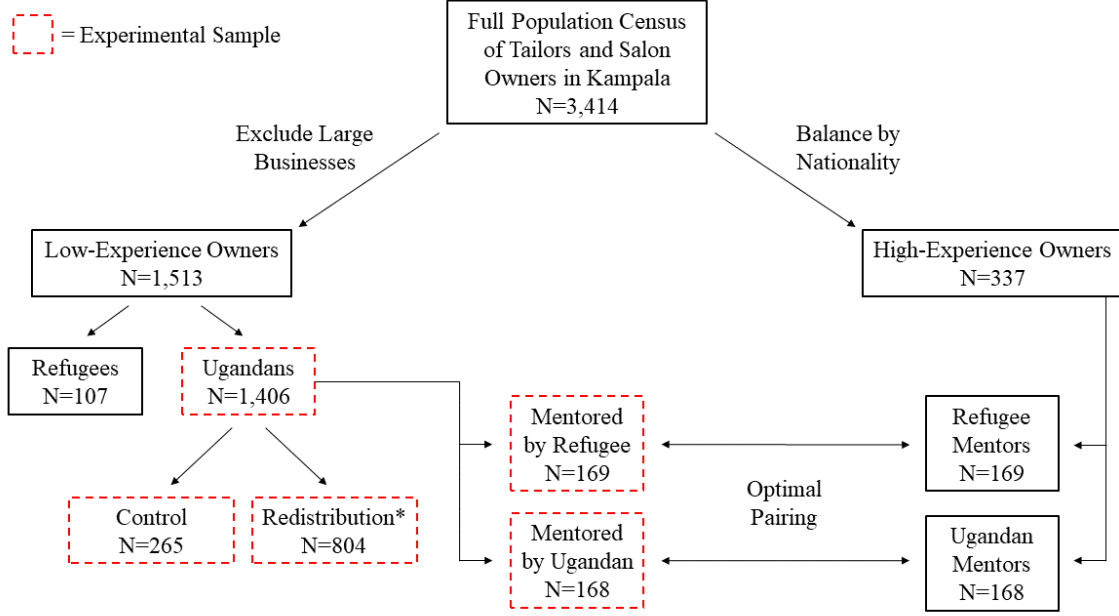 = Experimental Sample
Full Population Census
of Tailors and Salon
Owners in Kampala
N=3,414
Exclude Large
Businesses
Balance by
Nationality
Low-Experience Owners
N=1,513
High-Experience Owners
N=337
Refugees
N=107
Ugandans
N=1,406
Mentored
by Refugee
N=169
Refugee
Mentors
N=169
Control
N=265
Redistribution*
N=804
Optimal
Pairing
Mentored
by Ugandan
N=168
Ugandan
Mentors
N=168